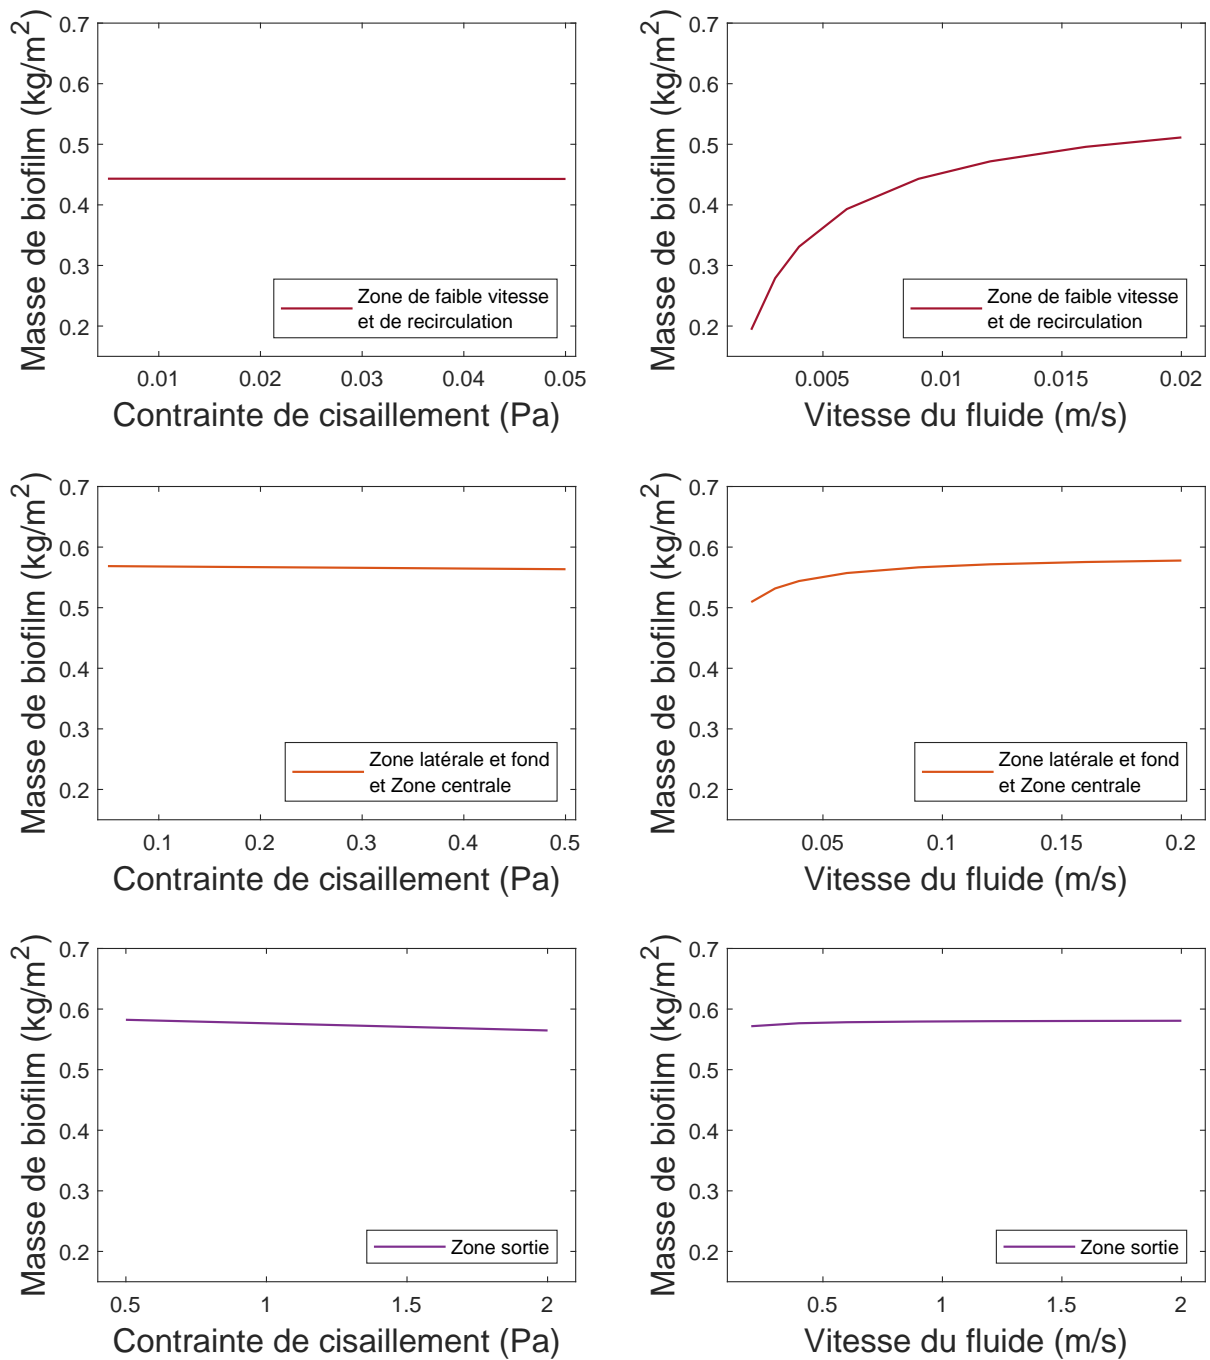 0.7
0.6
0.5
0.4
0.3
0.2
Masse de biofilm (kg/m²)
Zone de faible vitesse
et de recirculation
0.01 0.02 0.03 0.04 0.05
Contrainte de cisaillement (Pa)
0.7
0.6
0.5
0.4
0.3
0.2
Masse de biofilm (kg/m²)
Zone de faible vitesse
et de recirculation
0.005 0.01 0.015 0.02
Vitesse du fluide (m/s)
0.7
0.6
0.5
0.4
0.3
0.2
Masse de biofilm (kg/m²)
Zone latérale et fond
et Zone centrale
0.1 0.2 0.3 0.4 0.5
Contrainte de cisaillement (Pa)
0.7
0.6
0.5
0.4
0.3
0.2
Masse de biofilm (kg/m²)
Zone latérale et fond
et Zone centrale
0.05 0.1 0.15 0.2
Vitesse du fluide (m/s)
0.7
0.6
0.5
0.4
0.3
0.2
Masse de biofilm (kg/m²)
Zone sortie
0.5 1 1.5 2
Contrainte de cisaillement (Pa)
0.7
0.6
0.5
0.4
0.3
0.2
Masse de biofilm (kg/m²)
Zone sortie
0.5 1 1.5 2
Vitesse du fluide (m/s)